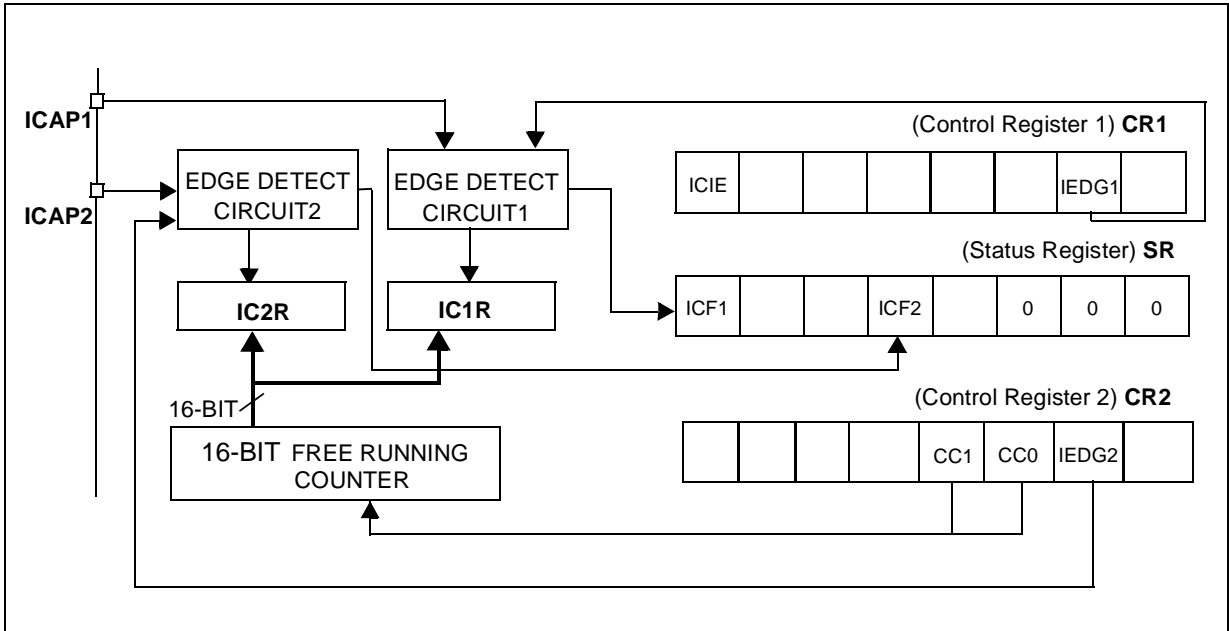 ICAP1
ICAP2
EDGE DETECT
CIRCUIT2
EDGE DETECT
CIRCUIT1
IC2R
IC1R
16-BIT
16-BIT FREE RUNNING
COUNTER
(Control Register 1) CR1
ICIE IEDG1
(Status Register) SR
ICF1 ICF2 0 0 0
(Control Register 2) CR2
CC1 CC0 IEDG2